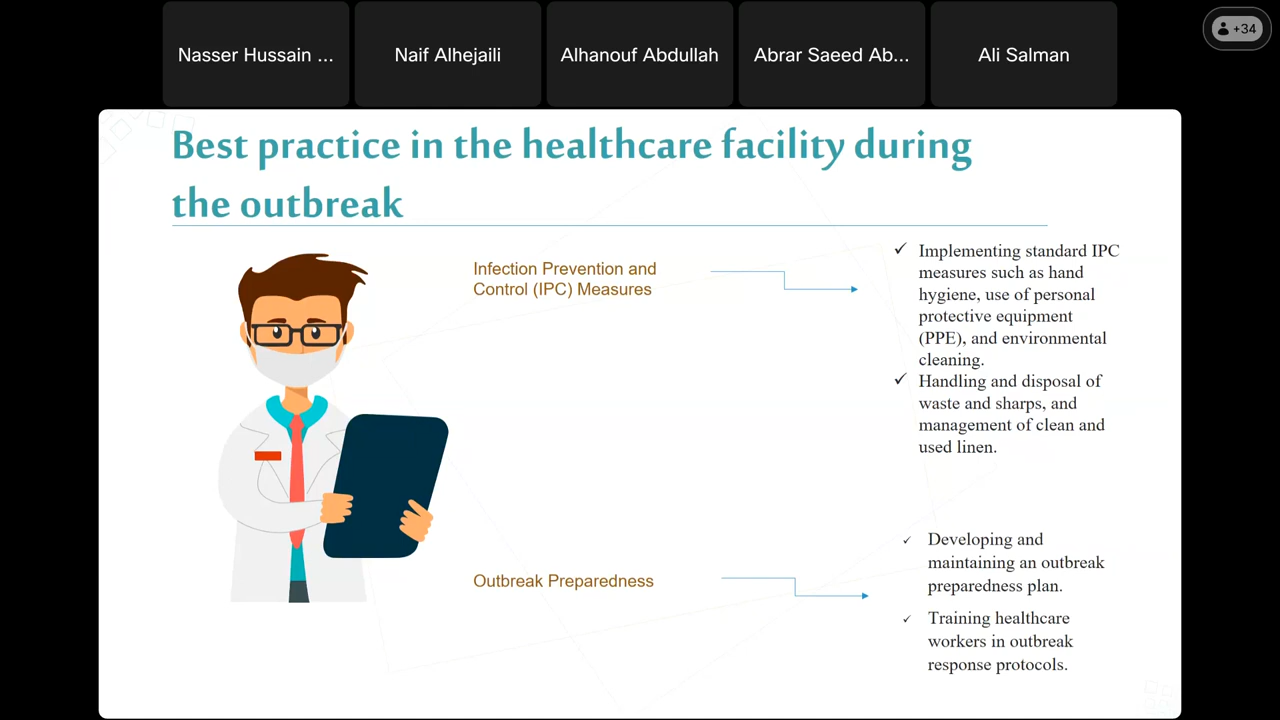 Nasser Hussain ...
Naif Alhejaili
Alhanouf Abdullah
Abrar Saeed Ab...
Ali Salman
+34
Best practice in the healthcare facility during
the outbreak
Infection Prevention and
Control (IPC) Measures
✓ Implementing standard IPC
measures such as hand
hygiene, use of personal
protective equipment
(PPE), and environmental
cleaning.
✓ Handling and disposal of
waste and sharps, and
management of clean and
used linen.
Outbreak Preparedness
✓ Developing and
maintaining an outbreak
preparedness plan.
✓ Training healthcare
workers in outbreak
response protocols.